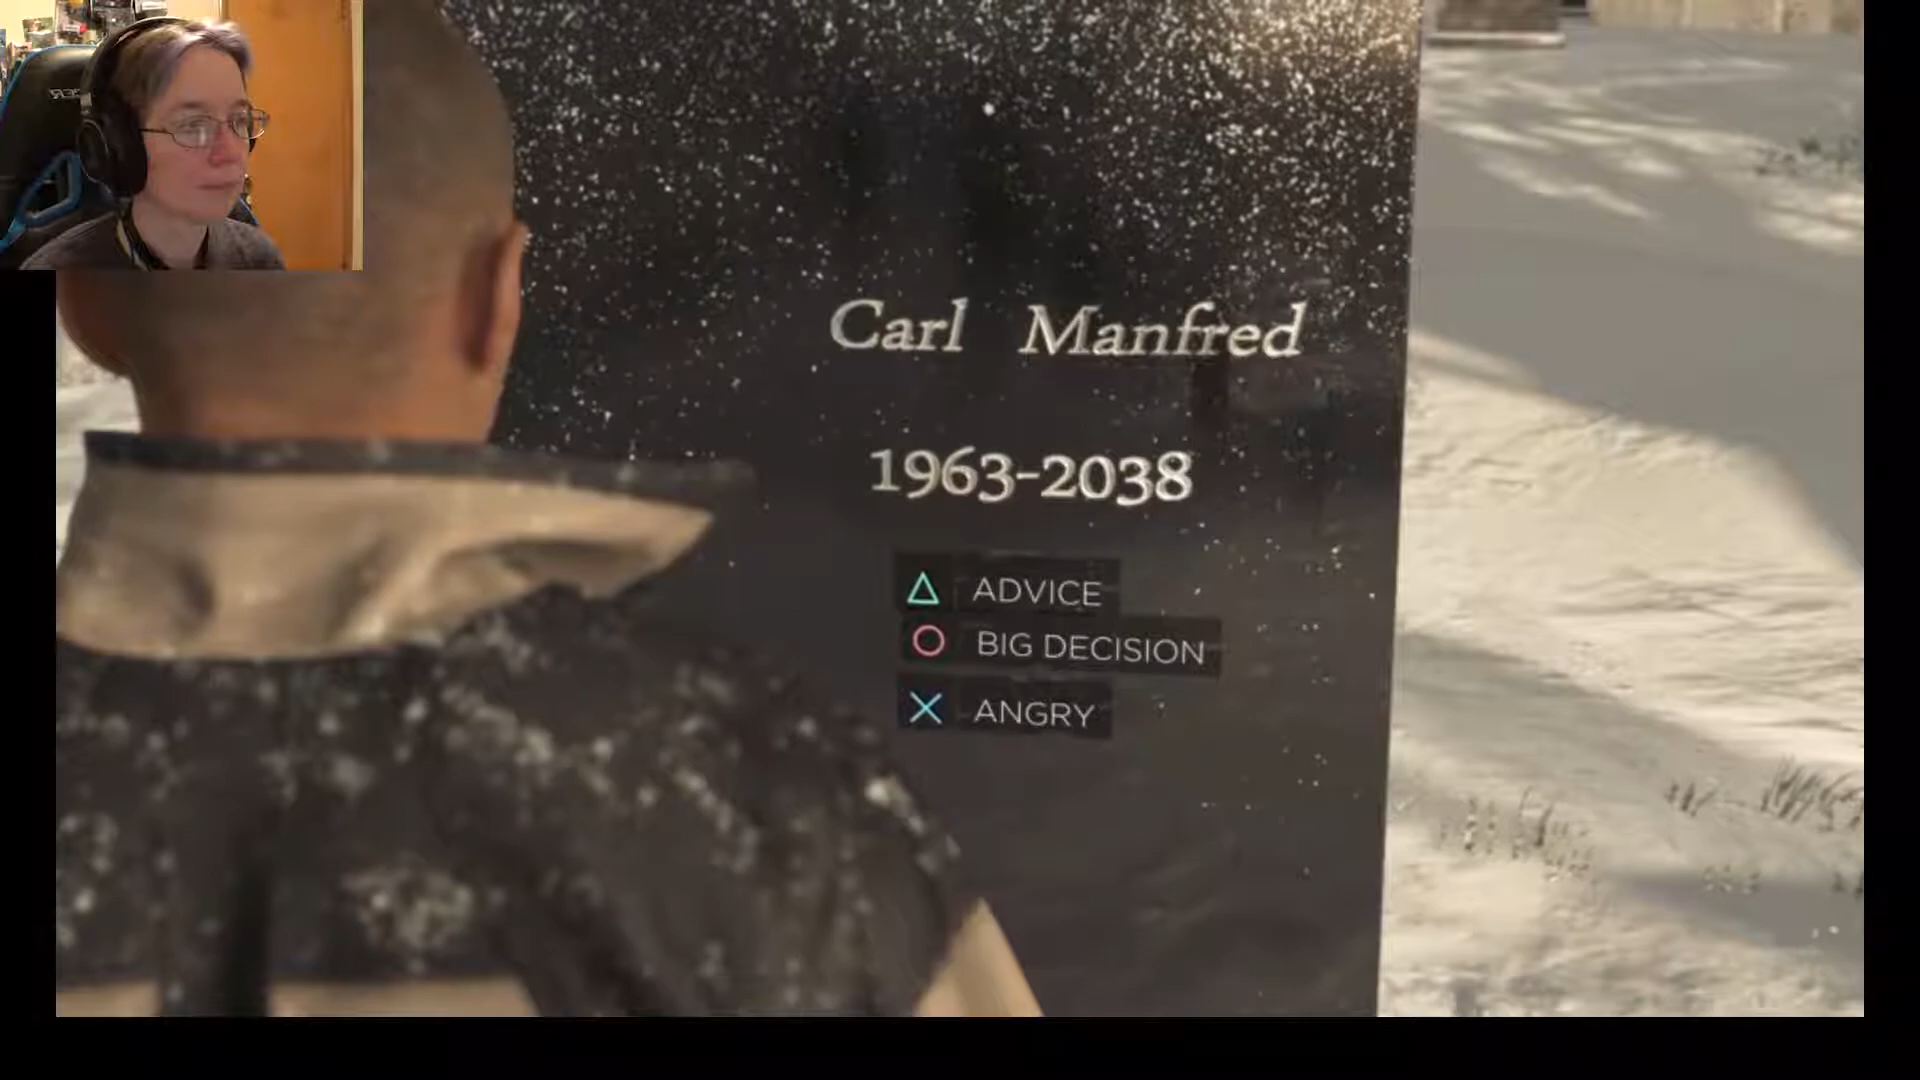 Carl Manfred
1963-2038
△ ADVICE
○ BIG DECISION
✕ ANGRY